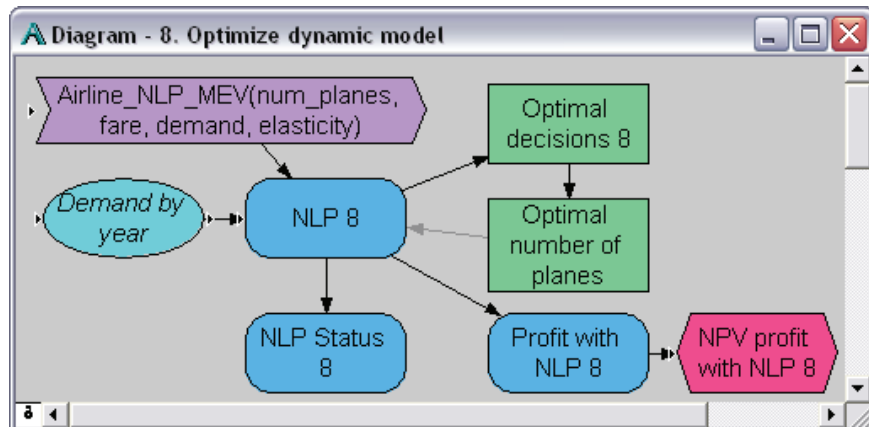 Diagram - 8. Optimize dynamic model
Airline_NLP_MEV(num_planes,
fare, demand, elasticity)
Optimal
decisions 8
Demand by
year
NLP 8
Optimal
number of
planes
NLP Status
8
Profit with
NLP 8
NPV profit
with NLP 8